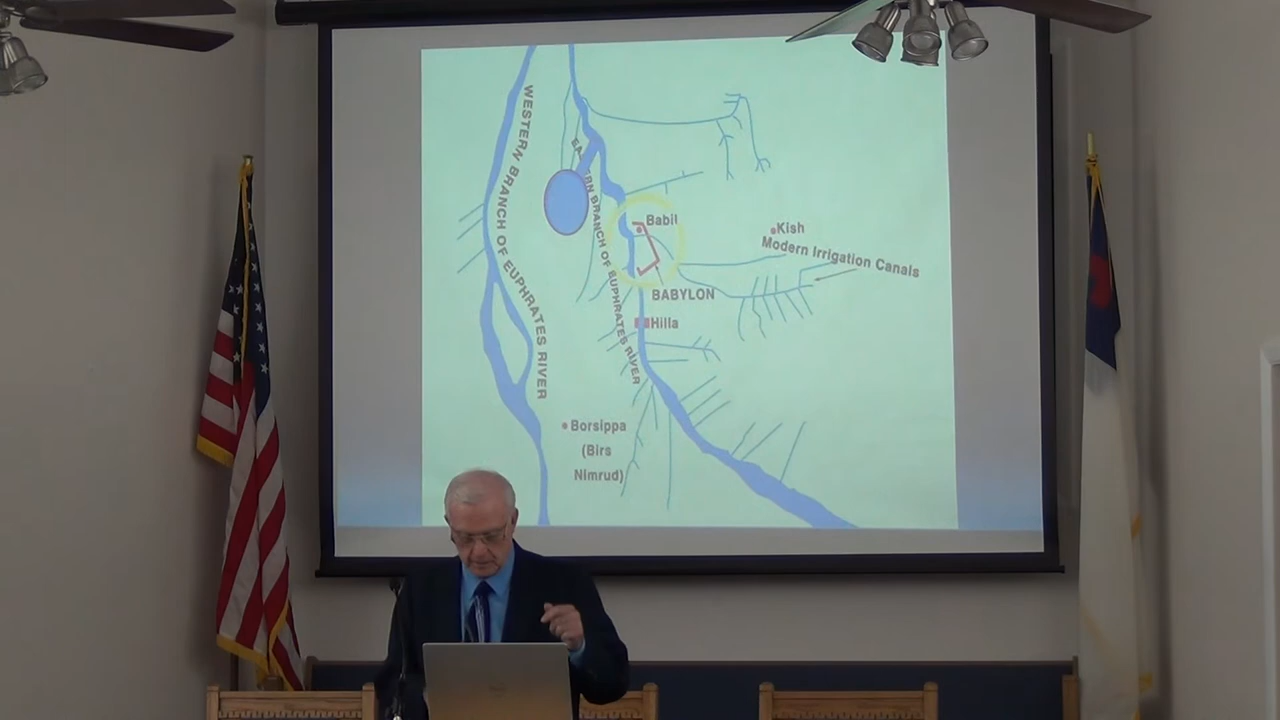 WESTERN BRANCH OF EUPHRATES RIVER
BRANCH OF EUPHRATES RIVER
Babil
Kish
Modern Irrigation Canals
BABYLON
Hilla
Borsippa
(Birs
Nimrud)